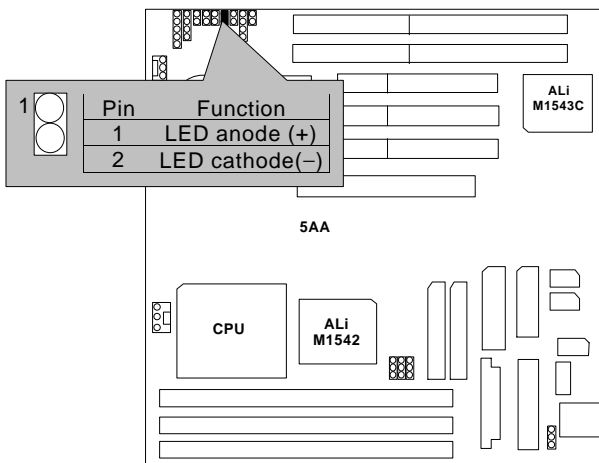 ALi
M1543C
1
Pin Function
1 LED anode (+)
2 LED cathode(−)
5AA
CPU
ALi
M1542